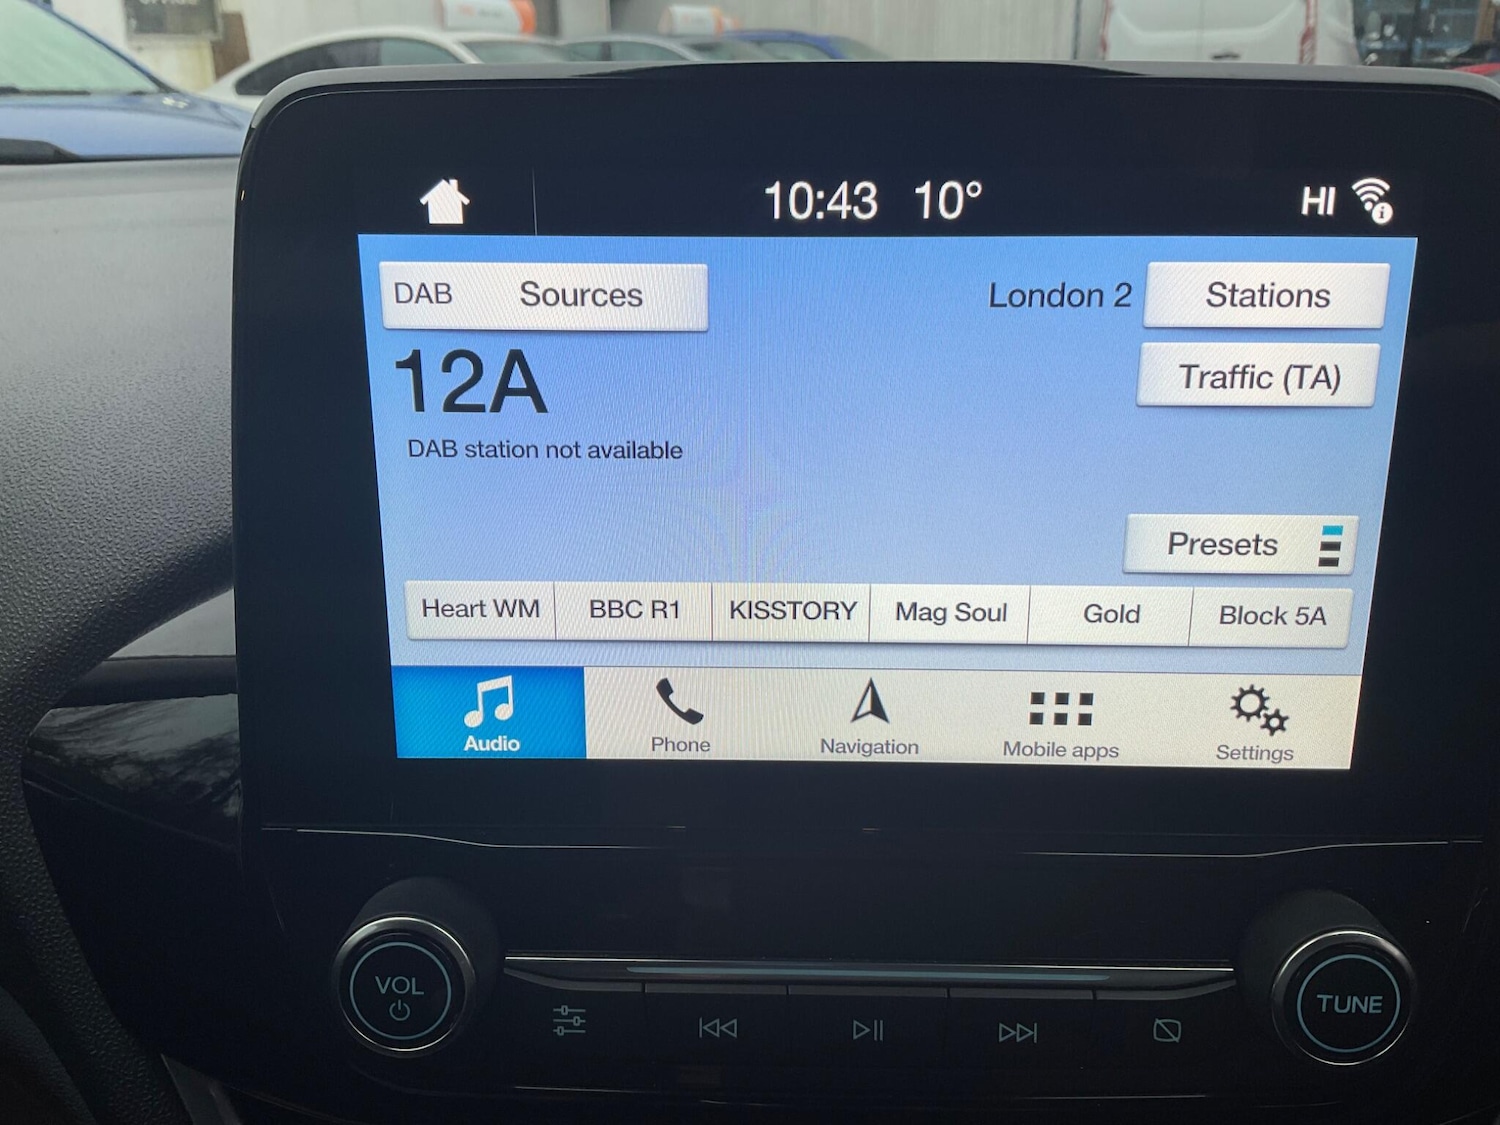 10:43 10° HI
DAB Sources London 2 Stations
12A Traffic (TA)
DAB station not available
Presets
Heart WM BBC R1 KISSTORY Mag Soul Gold Block 5A
Audio Phone Navigation Mobile apps Settings
VOL TUNE